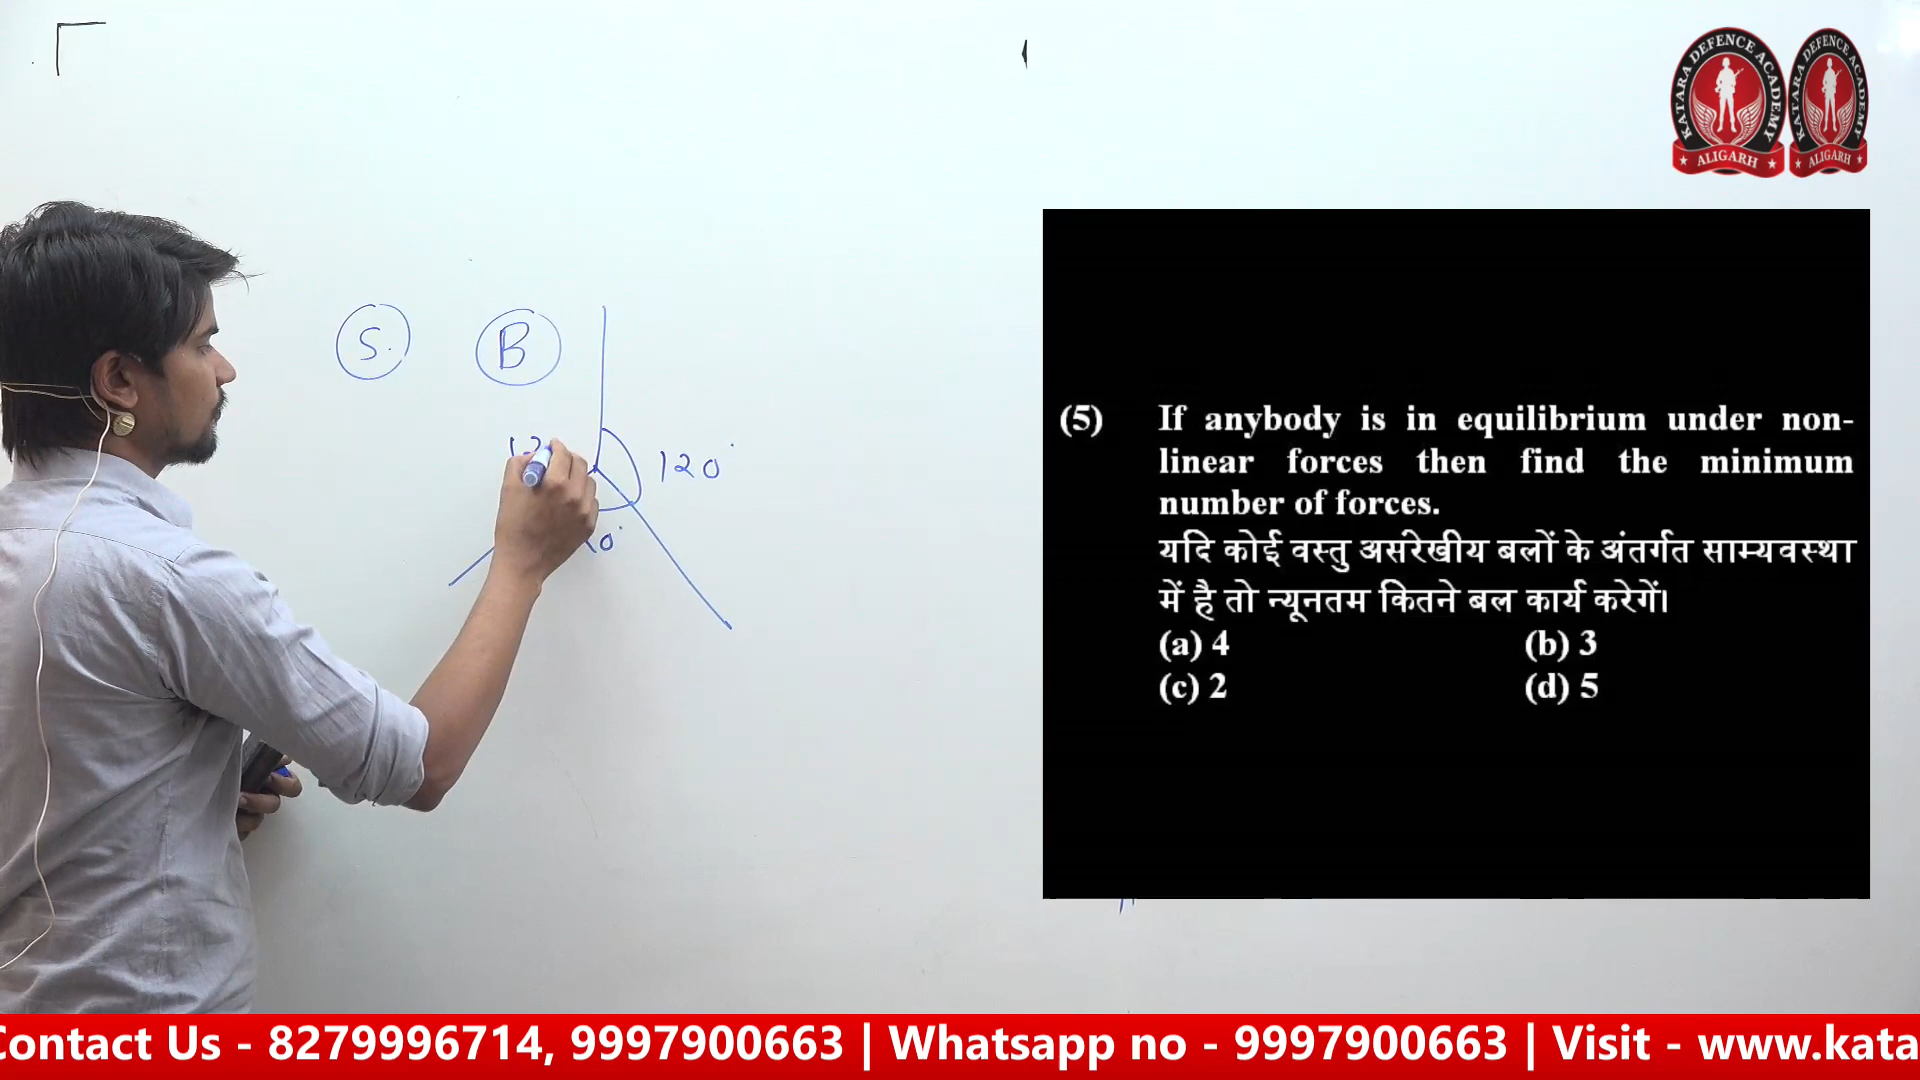 KATARA DEFENCE ACADEMY
ALIGARH
KATARA DEFENCE ACADEMY
ALIGARH
S.
B
120°
(5) If anybody is in equilibrium under non-
linear forces then find the minimum
number of forces.
यदि कोई वस्तु असरेखीय बलों के अंतर्गत साम्यवस्था
में है तो न्यूनतम कितने बल कार्य करेगें।
(a) 4 (b) 3
(c) 2 (d) 5
Contact Us - 8279996714, 9997900663 | Whatsapp no - 9997900663 | Visit - www.kata